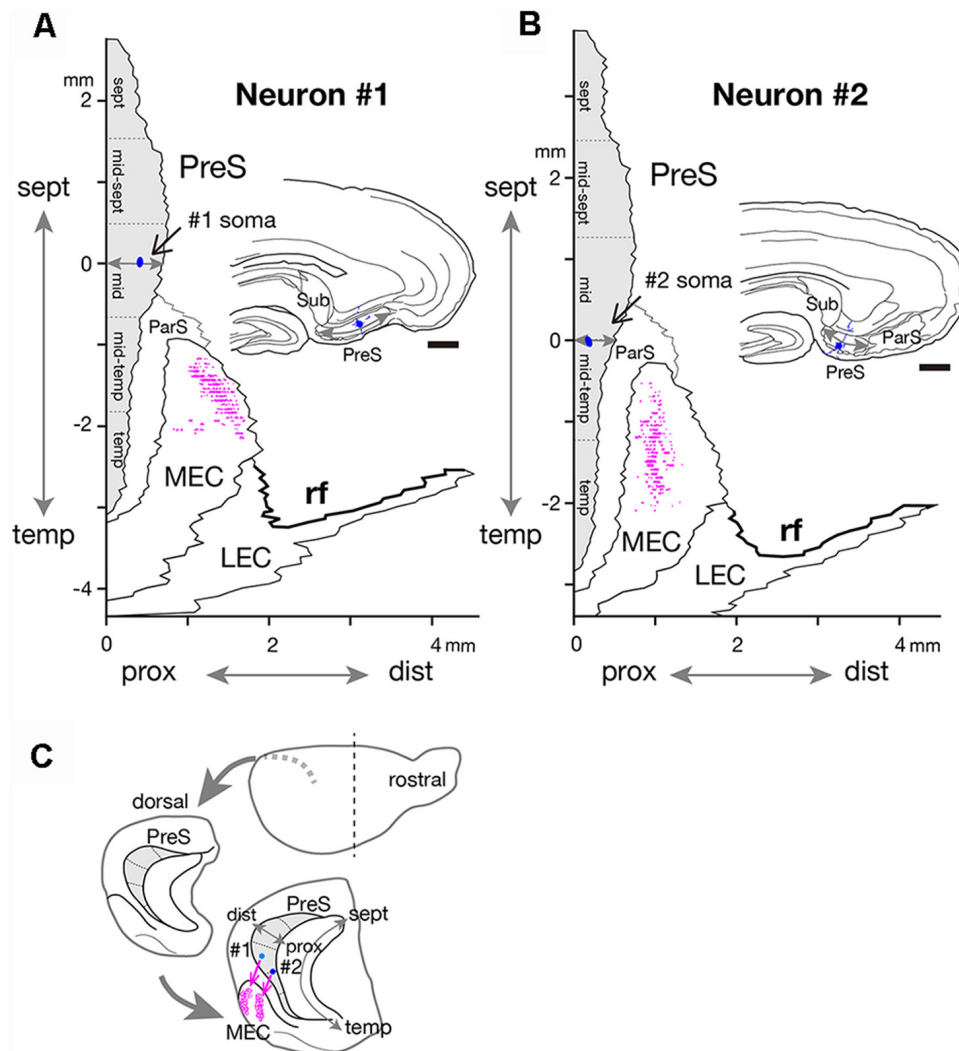 A
Neuron #1
mm
2
0
-2
-4
sept
temp
sept
mid-sept
mid
mid-temp
temp
PreS
#1 soma
Sub
PreS
ParS
MEC
LEC
rf
0
2
4 mm
prox
dist
B
Neuron #2
mm
2
0
-2
sept
temp
sept
mid-sept
mid
mid-temp
temp
PreS
#2 soma
Sub
ParS
PreS
ParS
MEC
LEC
rf
0
2
4 mm
prox
dist
C
rostral
dorsal
PreS
PreS
dist
sept
prox
#1
#2
MEC
temp